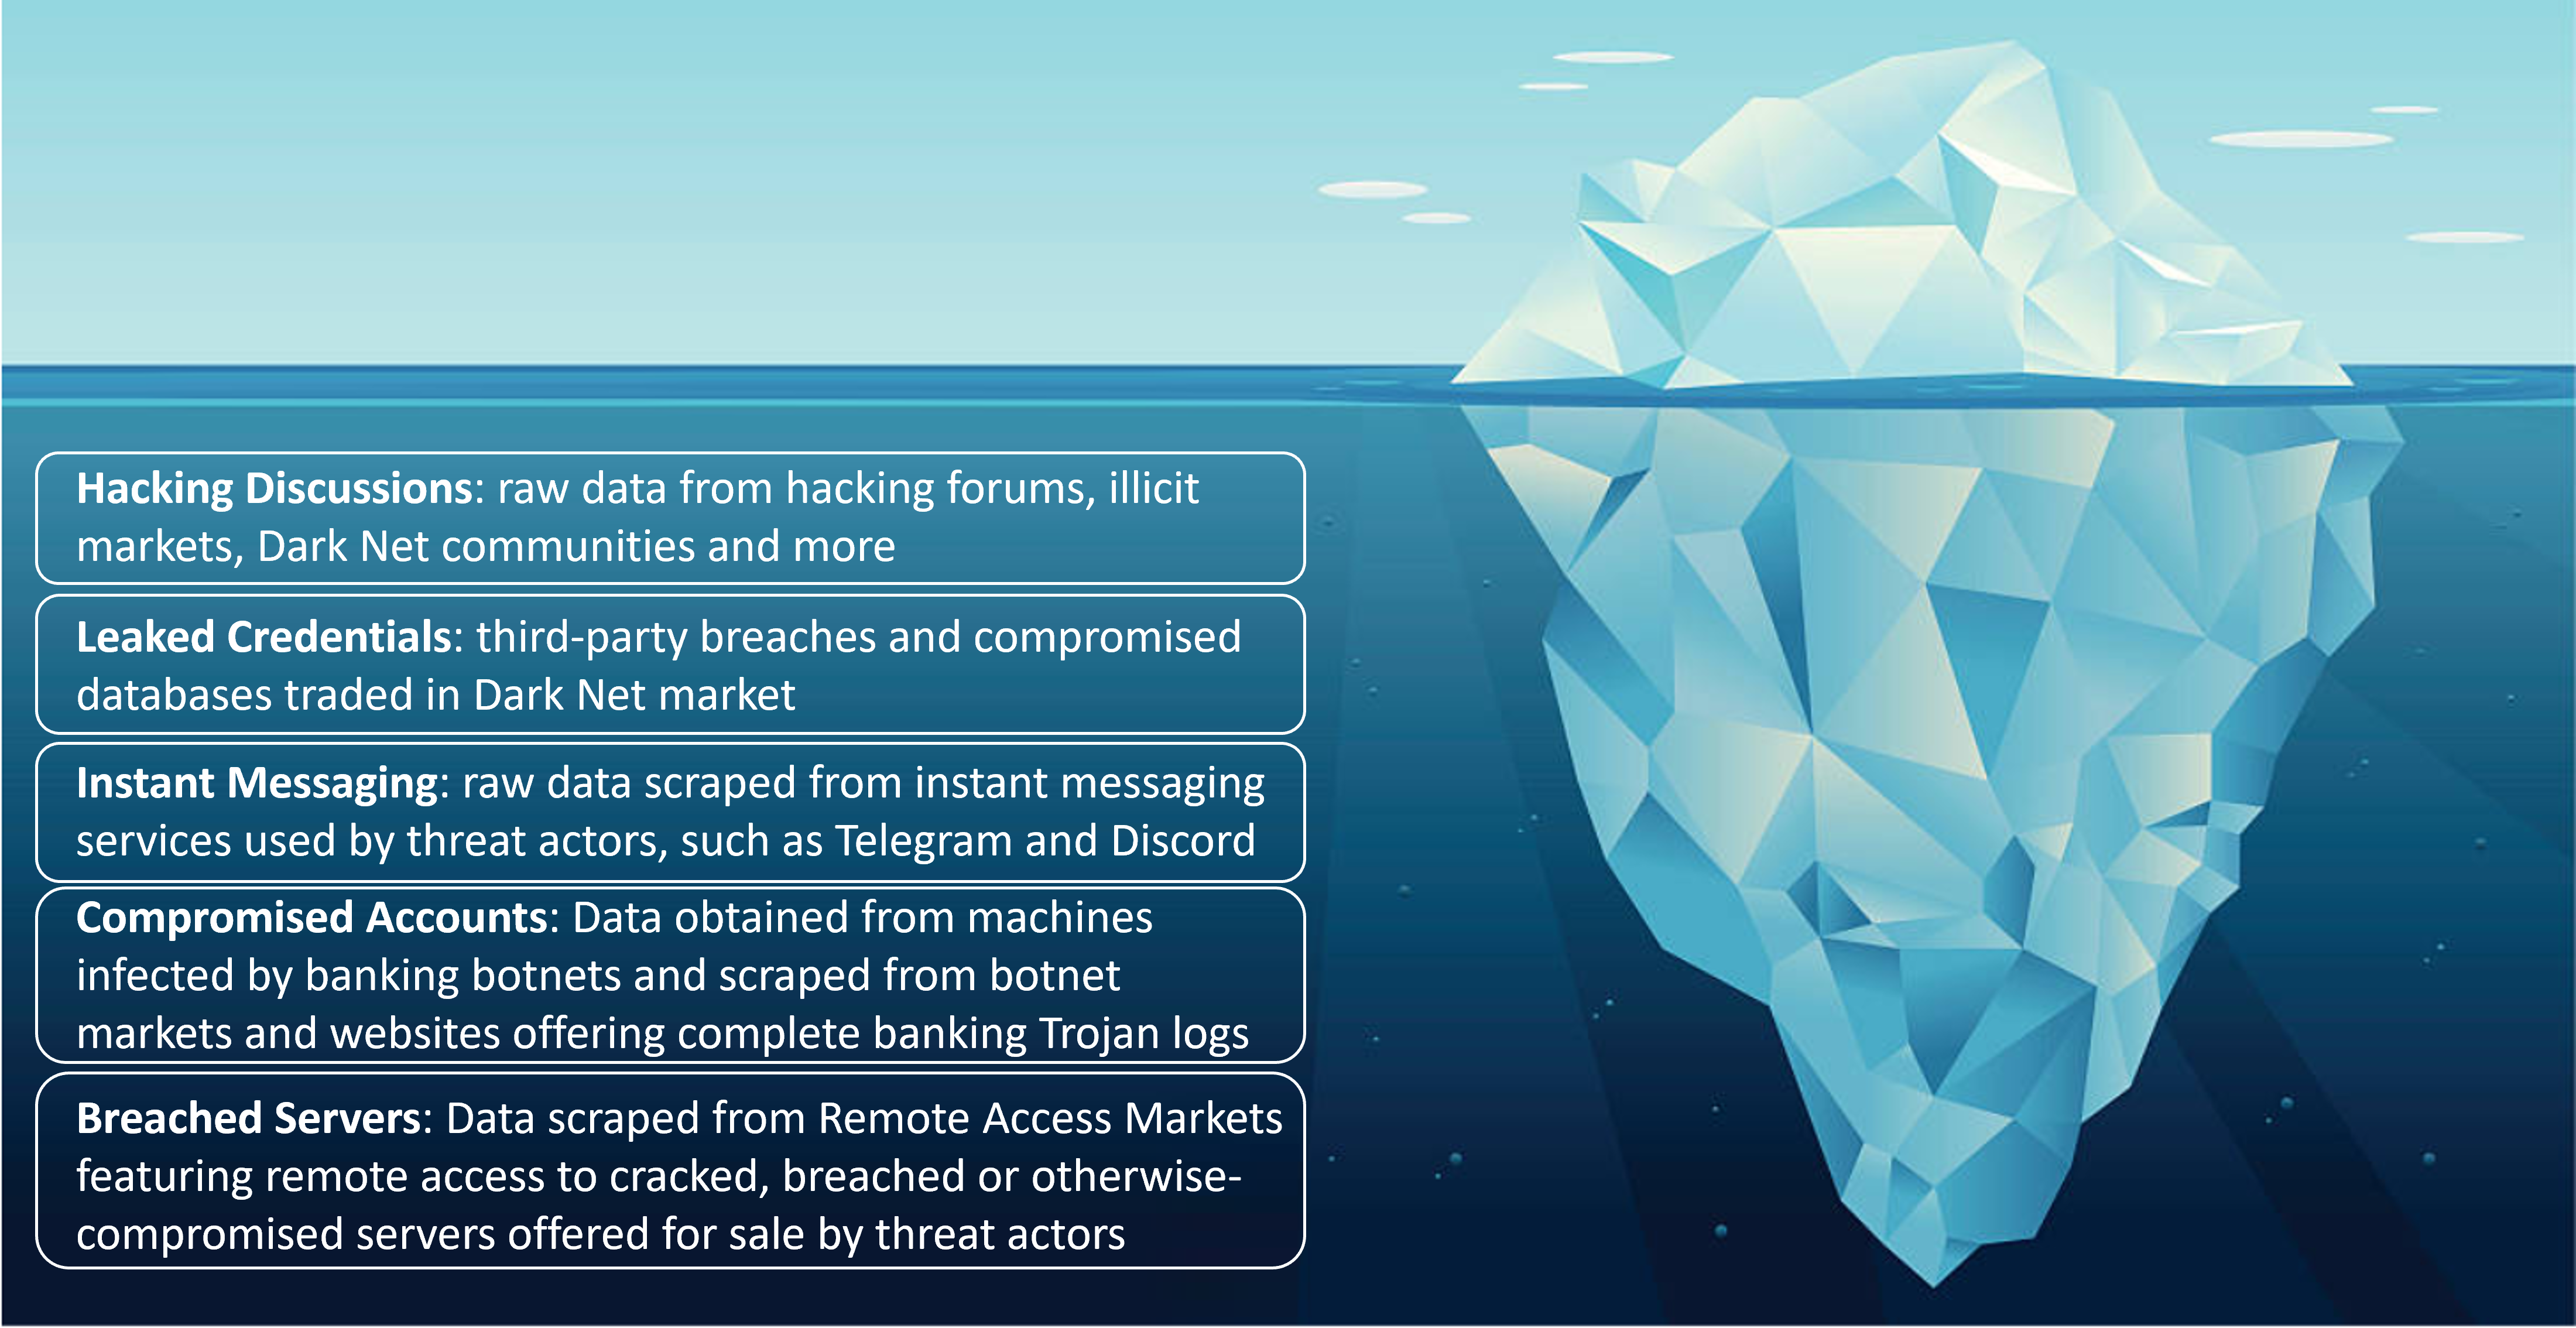 Hacking Discussions: raw data from hacking forums, illicit
markets, Dark Net communities and more
Leaked Credentials: third-party breaches and compromised
databases traded in Dark Net market
Instant Messaging: raw data scraped from instant messaging
services used by threat actors, such as Telegram and Discord
Compromised Accounts: Data obtained from machines
infected by banking botnets and scraped from botnet
markets and websites offering complete banking Trojan logs
Breached Servers: Data scraped from Remote Access Markets
featuring remote access to cracked, breached or otherwise-
compromised servers offered for sale by threat actors